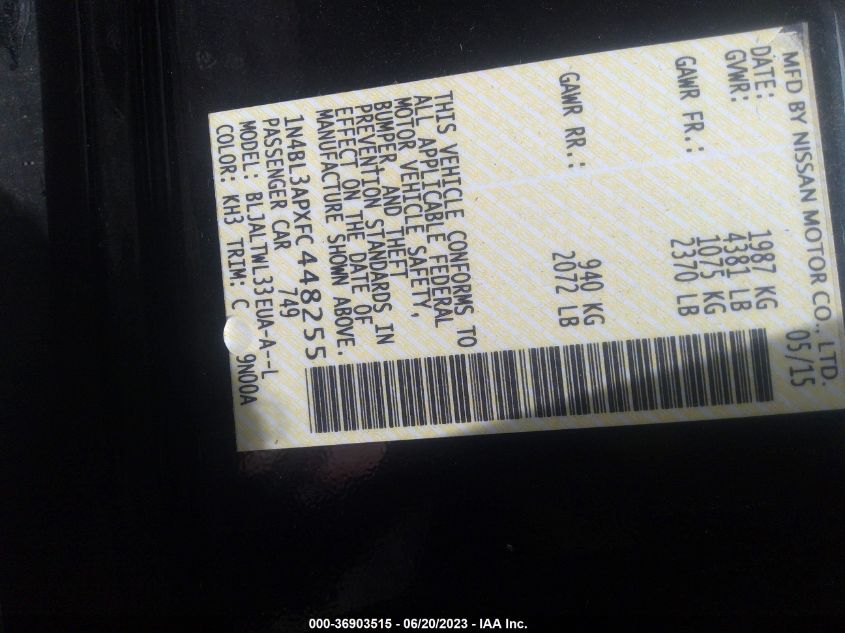 MFD BY NISSAN MOTOR CO., LTD.
DATE: 05/15
GVWR: 1987 KG
4381 LB
GAWR FR.: 1075 KG
2370 LB
GAWR RR.: 940 KG
2072 LB
THIS VEHICLE CONFORMS TO
ALL APPLICABLE FEDERAL
MOTOR VEHICLE SAFETY,
BUMPER, AND THEFT
PREVENTION STANDARDS IN
EFFECT ON THE DATE OF
MANUFACTURE SHOWN ABOVE.
1N4BL3APXFC448255
PASSENGER CAR 749
MODEL: BLJALTWL33EUA-A--L
COLOR: KH3 TRIM: C 9N00A
000-36903515 - 06/20/2023 - IAA Inc.